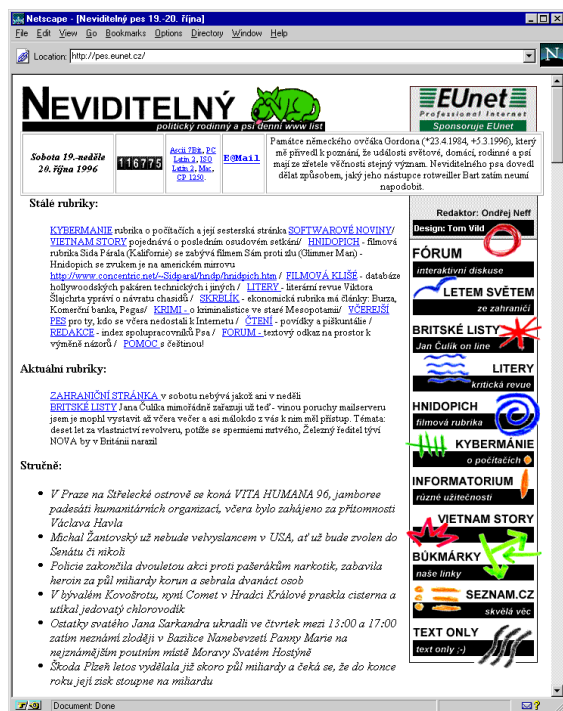 Netscape - [Neviditelný pes 19.-20. října]
File Edit View Go Bookmarks Options Directory Window Help
Location: http://pes.eunet.cz/
N
NEVIDITELNÝ
politický rodinný a psí denní www list
EUnet
Professional Internet
Sponsoruje EUnet
Sobota 19.-neděle
20. října 1996
116775
Ascii 7Bit, PC
Latin 2, ISO
Latin 2, Mac,
CP 1250.
E@Mail
Památce německého ovčáka Gordona (*23.4.1984, +5.3.1996), který
mě přivedl k poznání, že události světové, domácí, rodinné a psí
mají ze zřetele věčnosti stejný význam. Neviditelného psa dovedl
dělat způsobem, jaký jeho nástupce rotweiller Bart zatím neumí
napodobit.
Stálé rubriky:
KYBERMANIE rubrika o počítačích a její sesterská stránka SOFTWAROVÉ NOVINY/
VIETNAM STORY pojednává o posledním osudovém setkání/ HNIDOPICH - filmová
rubrika Sida Párala (Kalifornie) se zabývá filmem Sám proti zlu (Glimmer Man) -
Hnidopich se zvukem je na americkém mirrovu
http://www.concentric.net/~Sidparal/hndp/hnidpich.htm / FILMOVÁ KLIŠÉ - databáze
hollywoodských pakáren technických i jiných / LITERY - literární revue Viktora
Šlajchrta vypráví o návratu chasidů / SKRBLÍK - ekonomická rubrika má články: Burza,
Komerční banka, Pegas/ KRIMI - o kriminalistice ve staré Mesopotamii/ VČEREJŠÍ
PES pro ty, kdo se včera nedostali k Internetu / ČTENÍ - povídky a piškuntálie /
REDAKCE - index spolupracovníků Psa / FORUM - textový odkaz na prostor k
výměně názorů / POMOC s češtinou!
Aktuální rubriky:
ZAHRANIČNÍ STRÁNKA v sobotu nebývá jakož ani v neděli
BRITSKÉ LISTY Jana Čulíka mimořádně zařazuji už teď - vinou poruchy mailserveru
jsem je mophl vystavit až včera večer a asi málokdo z vás k nim měl přístup. Témata:
deset let za vlastnictví revolveru, potíže se spermiemi mrtvého, Železný ředitel týví
NOVA by v Británii narazil
Stručně:
V Praze na Střelecké ostrově se koná VITA HUMANA 96, jamboree
padesáti humanitárních organizací, včera bylo zahájeno za přítomnosti
Václava Havla
Michal Žantovský už nebude velvyslancem v USA, ať už bude zvolen do
Senátu či nikoli
Policie zakončila dvouletou akci proti pašerákům narkotik, zabavila
heroin za půl miliardy korun a sebrala dvanáct osob
V bývalém Kovošrotu, nyní Comet v Hradci Králové praskla cisterna a
utíkal jedovatý chlorovodík
Ostatky svatého Jana Sarkandra ukradli ve čtvrtek mezi 13:00 a 17:00
zatím neznámí zloději v Bazilice Nanebevzetí Panny Marie na
nejznámějším poutním místě Moravy Svatém Hostýně
Škoda Plzeň letos vydělala již skoro půl miliardy a čeká se, že do konce
roku její zisk stoupne na miliardu
Redaktor: Ondřej Neff
Design: Tom Vild
FÓRUM
interaktivní diskuse
LETEM SVĚTEM
ze zahraničí
BRITSKÉ LISTY
Jan Čulík on line
LITERY
kritická revue
HNIDOPICH
filmová rubrika
KYBERMÁNIE
o počítačích
INFORMATORIUM
různé užitečnosti
VIETNAM STORY
BÚKMÁRKY
naše linky
SEZNAM.CZ
skvělá věc
TEXT ONLY
text only ;-)
Document: Done